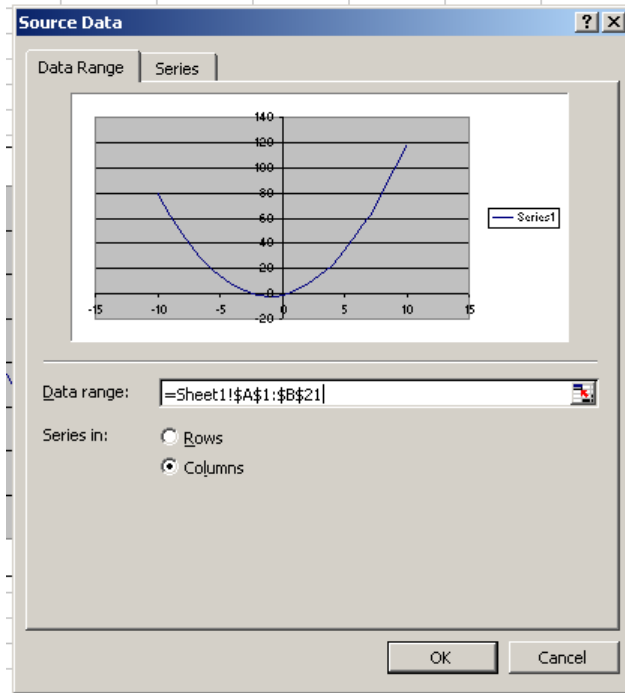 Source Data
Data Range Series
140
120
100
80
60
40
20
0
-20
-15 -10 -5 0 5 10 15
Series1
Data range: =Sheet1!$A$1:$B$21
Series in: Rows
Columns
OK Cancel